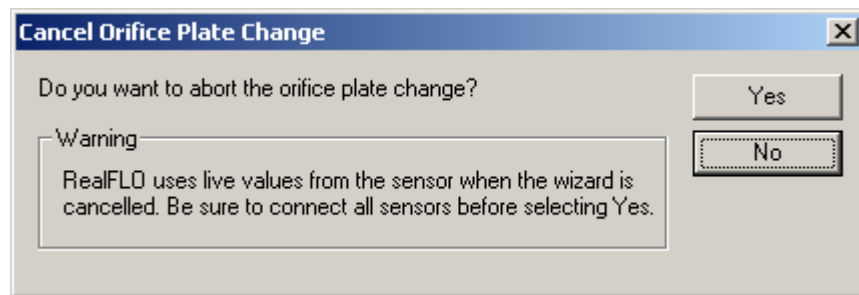 Cancel Orifice Plate Change
Do you want to abort the orifice plate change?
Yes
Warning
No
RealFLO uses live values from the sensor when the wizard is
cancelled. Be sure to connect all sensors before selecting Yes.